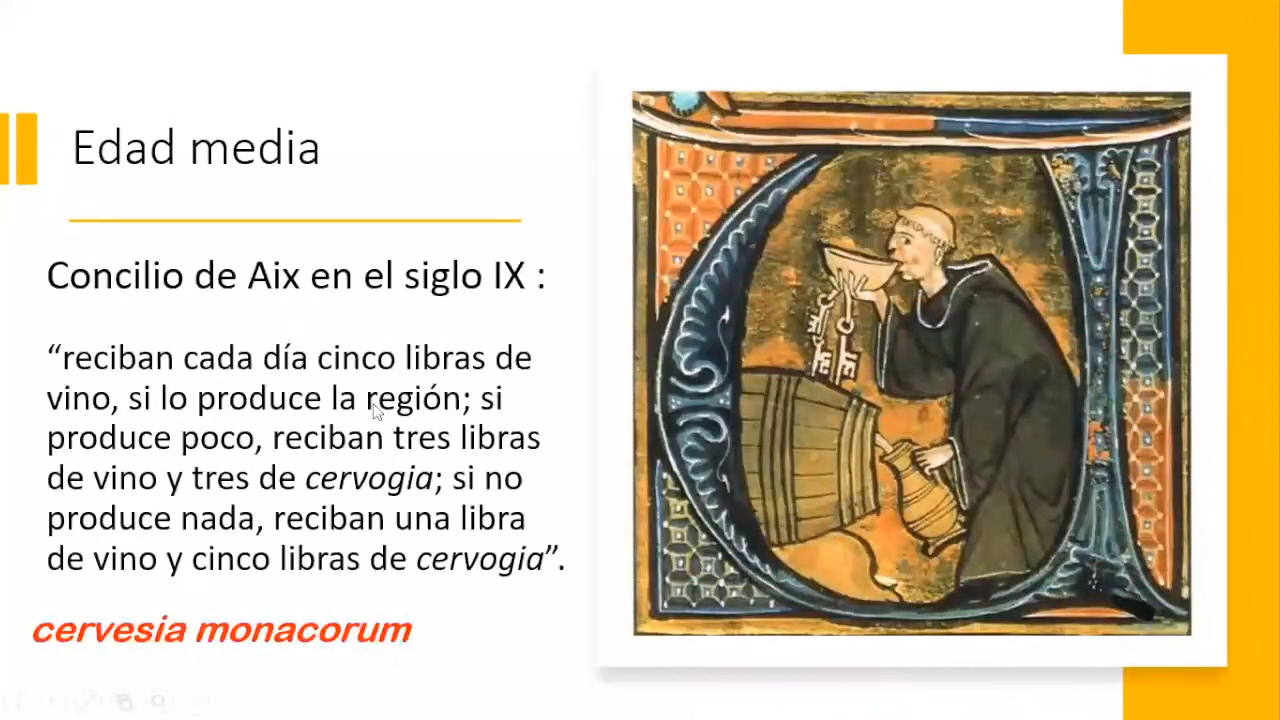 Edad media
Concilio de Aix en el siglo IX :
“reciban cada día cinco libras de
vino, si lo produce la región; si
produce poco, reciban tres libras
de vino y tres de cervogia; si no
produce nada, reciban una libra
de vino y cinco libras de cervogia”.
cervesia monacorum